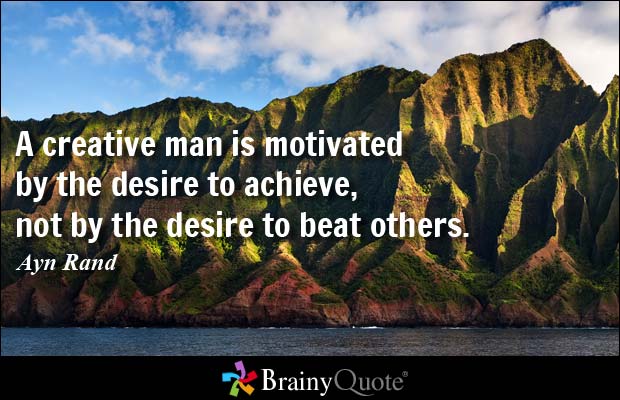 A creative man is motivated
by the desire to achieve,
not by the desire to beat others.
Ayn Rand
BrainyQuote®